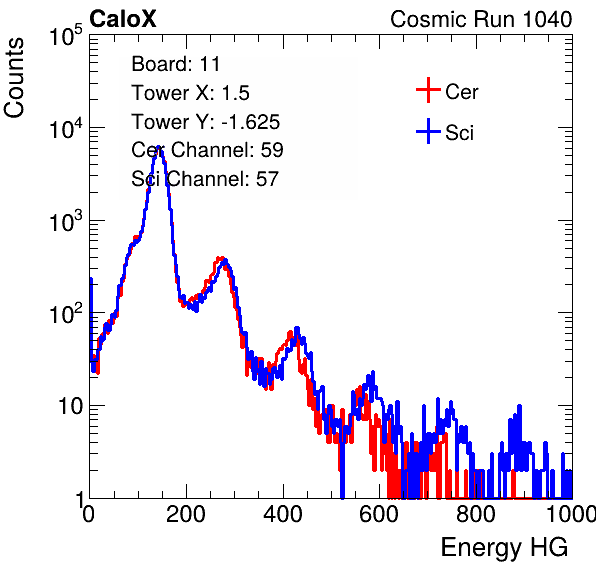 CaloX Cosmic Run 1040
Counts
10^5
10^4
10^3
10^2
10
1
Board: 11
Tower X: 1.5
Tower Y: -1.625
Cer Channel: 59
Sci Channel: 57
Cer
Sci
0 200 400 600 800 1000
Energy HG